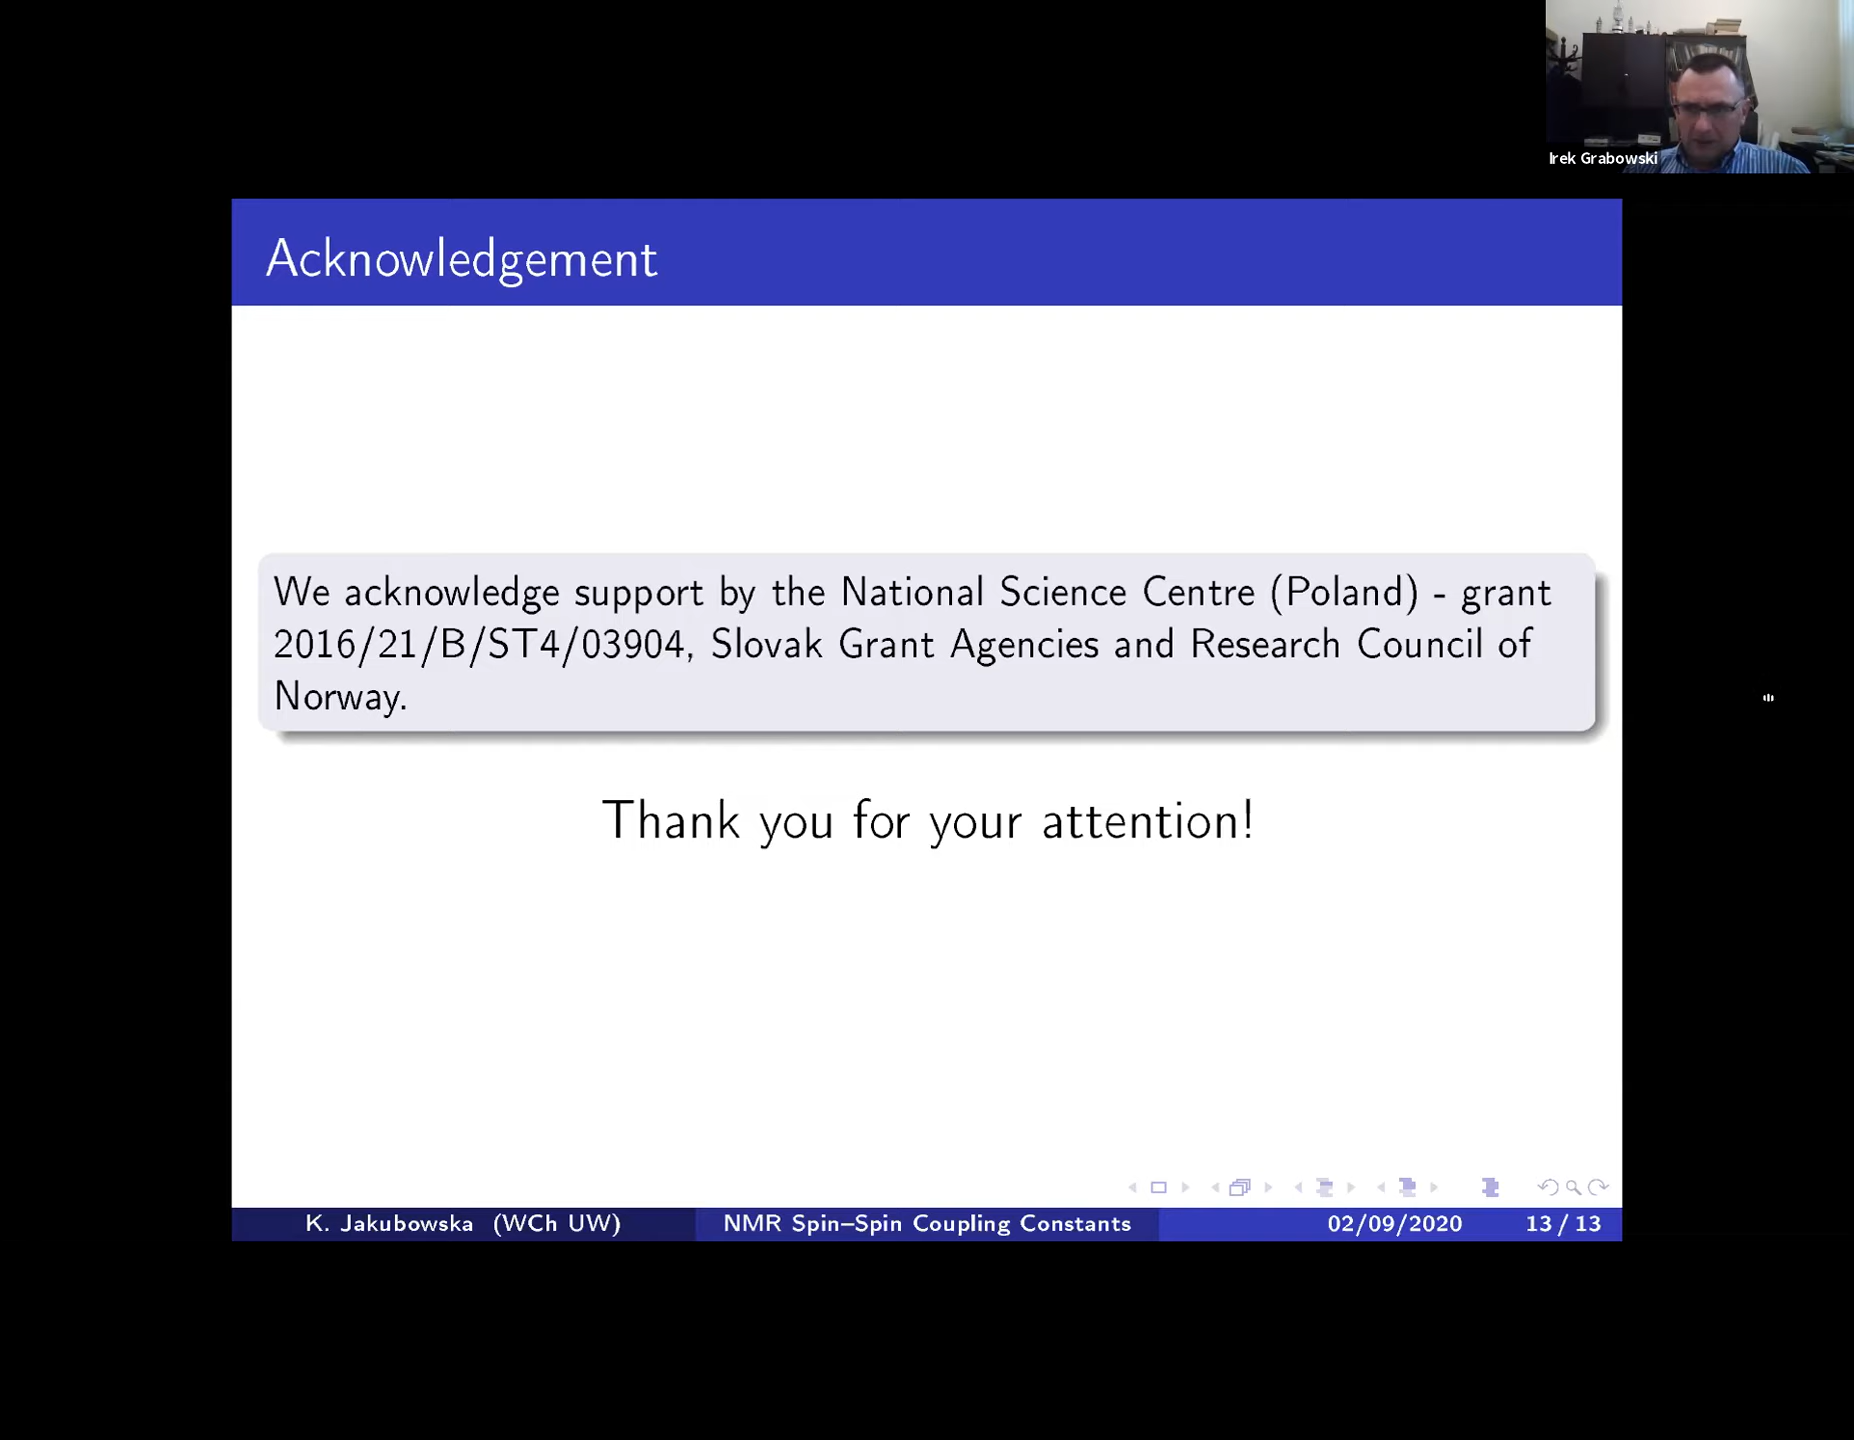 Irek Grabowski
Acknowledgement
We acknowledge support by the National Science Centre (Poland) - grant
2016/21/B/ST4/03904, Slovak Grant Agencies and Research Council of
Norway.
Thank you for your attention!
K. Jakubowska (WCh UW) NMR Spin–Spin Coupling Constants 02/09/2020 13 / 13